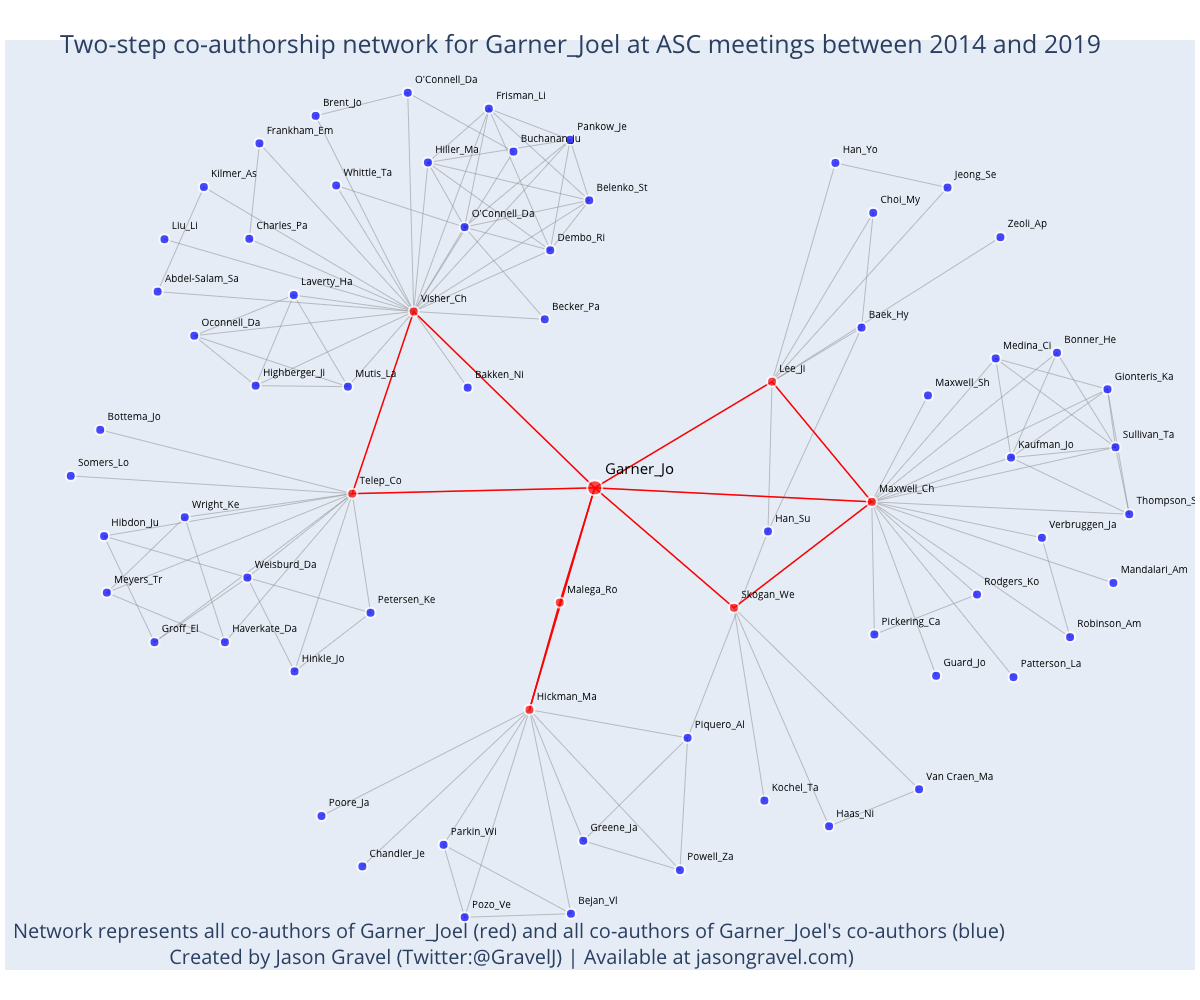 Two-step co-authorship network for Garner_Joel at ASC meetings between 2014 and 2019
O'Connell_Da
Frisman_Li
Brent_Jo
Pankow_Je
Frankham_Em
Buchanan_Ju
Hiller_Ma
Han_Yo
Kilmer_As
Whittle_Ta
Jeong_Se
Belenko_St
Choi_My
O'Connell_Da
Liu_Li
Charles_Pa
Zeoli_Ap
Dembo_Ri
Abdel-Salam_Sa
Laverty_Ha
Visher_Ch
Becker_Pa
Baek_Hy
Oconnell_Da
Medina_Ci
Bonner_He
Highberger_Ji
Mutis_La
Bakken_Ni
Lee_Ji
Maxwell_Sh
Gionteris_Ka
Bottema_Jo
Sullivan_Ta
Kaufman_Jo
Somers_Lo
Garner_Jo
Telep_Co
Maxwell_Ch
Wright_Ke
Thompson_S
Hibdon_Ju
Han_Su
Verbruggen_Ja
Weisburd_Da
Meyers_Tr
Mandalari_Am
Rodgers_Ko
Malega_Ro
Skogan_We
Petersen_Ke
Groff_El
Haverkate_Da
Pickering_Ca
Robinson_Am
Hinkle_Jo
Guard_Jo
Patterson_La
Hickman_Ma
Piquero_Al
Van Craen_Ma
Kochel_Ta
Poore_Ja
Haas_Ni
Parkin_Wi
Greene_Ja
Chandler_Je
Powell_Za
Pozo_Ve
Bejan_Vl
Network represents all co-authors of Garner_Joel (red) and all co-authors of Garner_Joel's co-authors (blue)
Created by Jason Gravel (Twitter:@GravelJ) | Available at jasongravel.com)